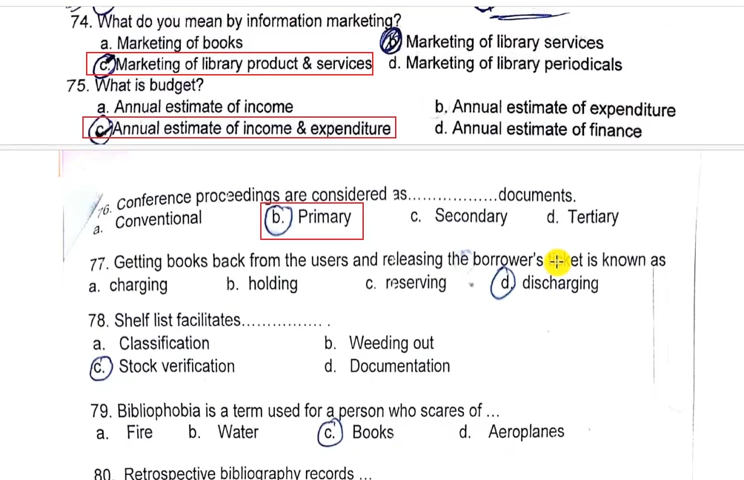 74. What do you mean by information marketing?
a. Marketing of books b. Marketing of library services
c. Marketing of library product & services d. Marketing of library periodicals
75. What is budget?
a. Annual estimate of income b. Annual estimate of expenditure
c. Annual estimate of income & expenditure d. Annual estimate of finance
76. Conference proceedings are considered as..................documents.
a. Conventional b. Primary c. Secondary d. Tertiary
77. Getting books back from the users and releasing the borrower's et is known as
a. charging b. holding c. reserving d. discharging
78. Shelf list facilitates................ .
a. Classification b. Weeding out
c. Stock verification d. Documentation
79. Bibliophobia is a term used for a person who scares of ...
a. Fire b. Water c. Books d. Aeroplanes
80. Retrospective bibliography records ...